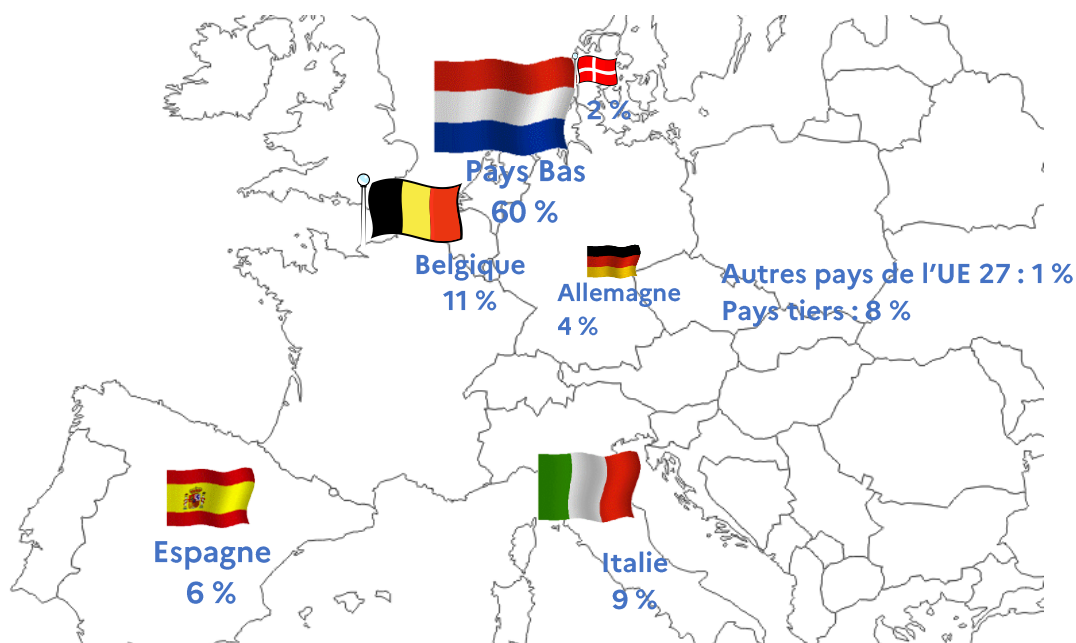 2 %
Pays Bas
60 %
Belgique
11 %
Allemagne
4 %
Autres pays de l’UE 27 : 1 %
Pays tiers : 8 %
Espagne
6 %
Italie
9 %